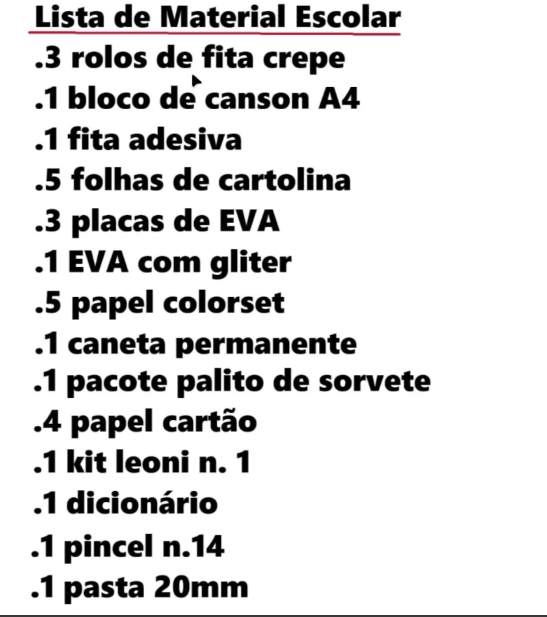 Lista de Material Escolar
.3 rolos de fita crepe
.1 bloco de canson A4
.1 fita adesiva
.5 folhas de cartolina
.3 placas de EVA
.1 EVA com gliter
.5 papel colorset
.1 caneta permanente
.1 pacote palito de sorvete
.4 papel cartão
.1 kit leoni n. 1
.1 dicionário
.1 pincel n.14
.1 pasta 20mm